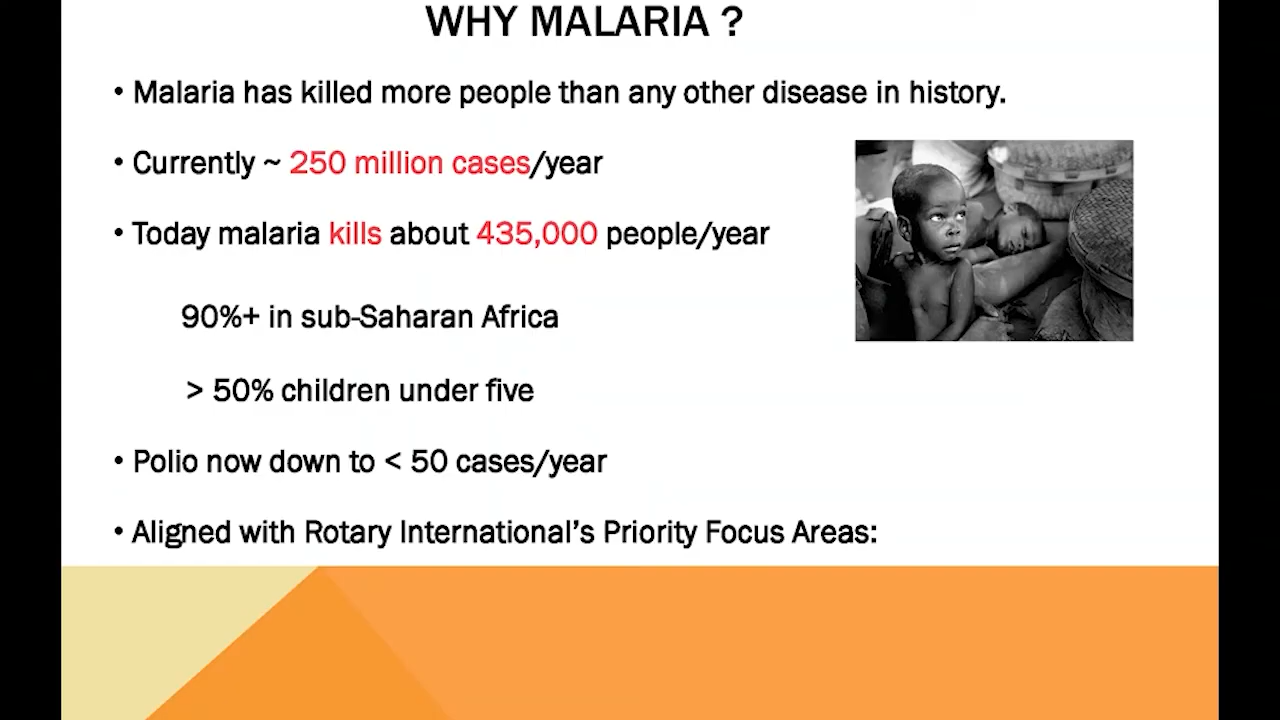 WHY MALARIA ?
• Malaria has killed more people than any other disease in history.
• Currently ~ 250 million cases/year
• Today malaria kills about 435,000 people/year
90%+ in sub-Saharan Africa
> 50% children under five
• Polio now down to < 50 cases/year
• Aligned with Rotary International’s Priority Focus Areas: